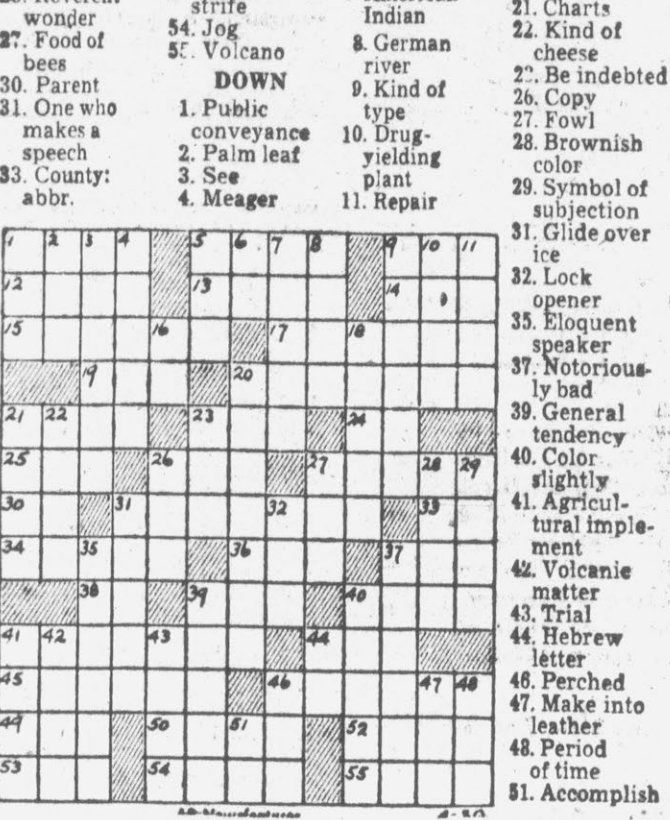 wonder
27. Food of
bees
30. Parent
31. One who
makes a
speech
33. County:
abbr.
strife
54. Jog
55. Volcano
DOWN
1. Public
conveyance
2. Palm leaf
3. See
4. Meager
Indian
8. German
river
9. Kind of
type
10. Drug-
yielding
plant
11. Repair
21. Charts
22. Kind of
cheese
Be indebted
26. Copy
27. Fowl
28. Brownish
color
29. Symbol of
subjection
31. Glide over
ice
32. Lock
opener
35. Eloquent
speaker
37. Notorious-
ly bad
39. General
tendency
40. Color
slightly
41. Agricul-
tural imple-
ment
42. Volcanic
matter
43. Trial
44. Hebrew
letter
46. Perched
47. Make into
leather
48. Period
of time
51. Accomplish
1 2 3 4 5 6 7 8 9 10 11
12 13 14
15 16 17 18
19 20
21 22 23 24
25 26 27 28 29
30 31 32 33
34 35 36 37
38 39 40
41 42 43 44
45 46 47 48
49 50 51 52
53 54 55